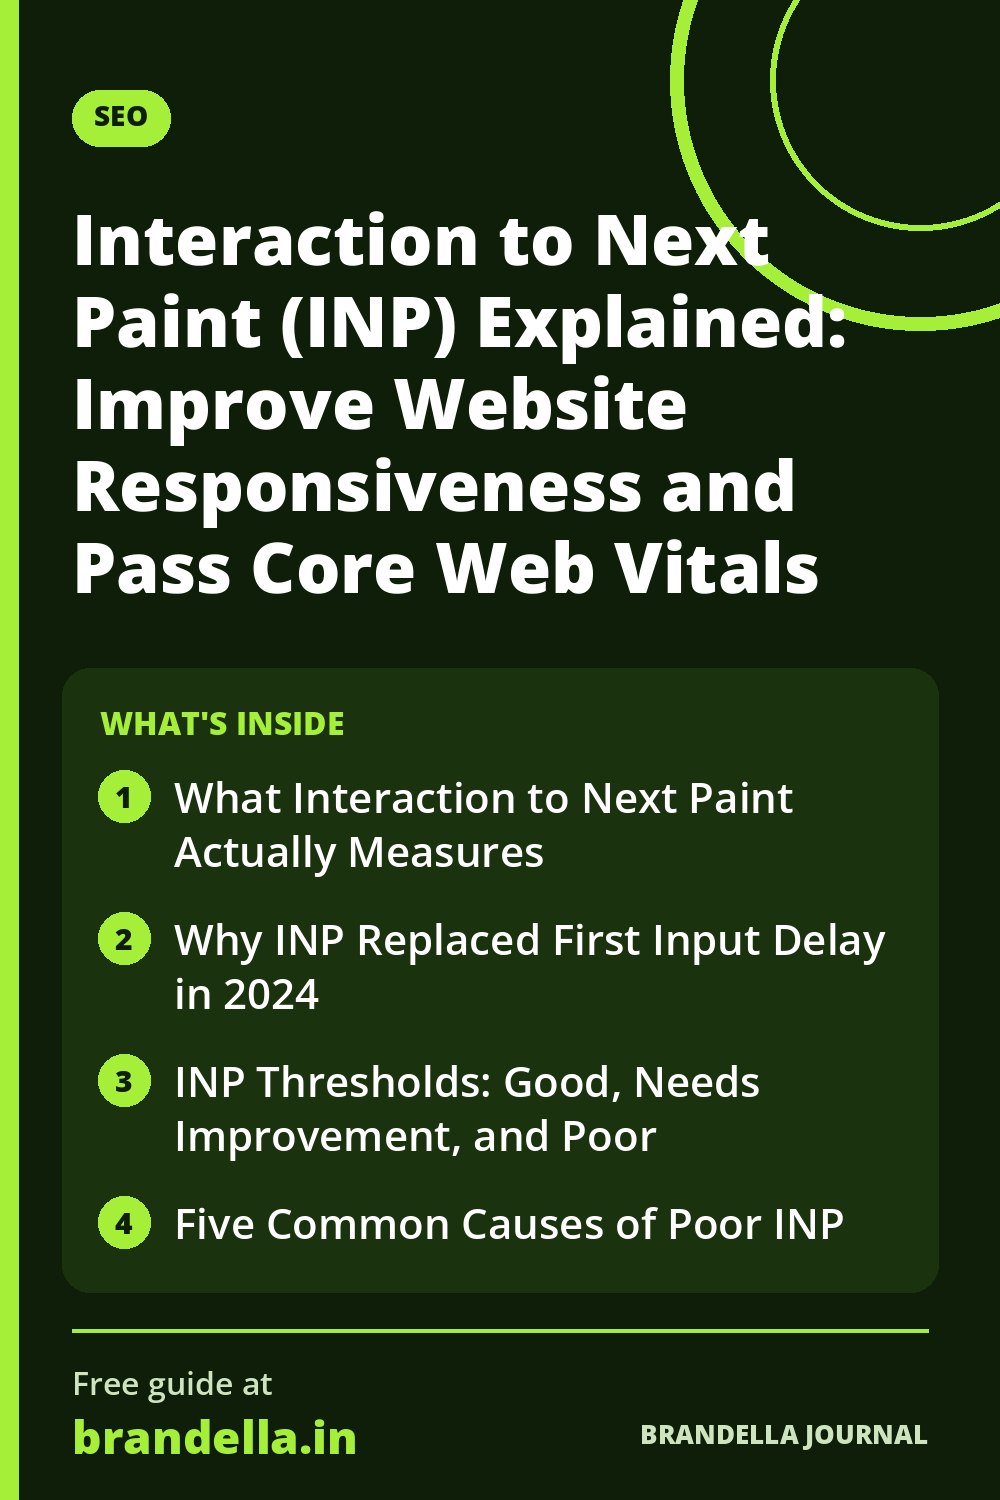 SEO
Interaction to Next
Paint (INP) Explained:
Improve Website
Responsiveness and
Pass Core Web Vitals
WHAT'S INSIDE
1 What Interaction to Next Paint
Actually Measures
2 Why INP Replaced First Input Delay
in 2024
3 INP Thresholds: Good, Needs
Improvement, and Poor
4 Five Common Causes of Poor INP
Free guide at
brandella.in
BRANDELLA JOURNAL